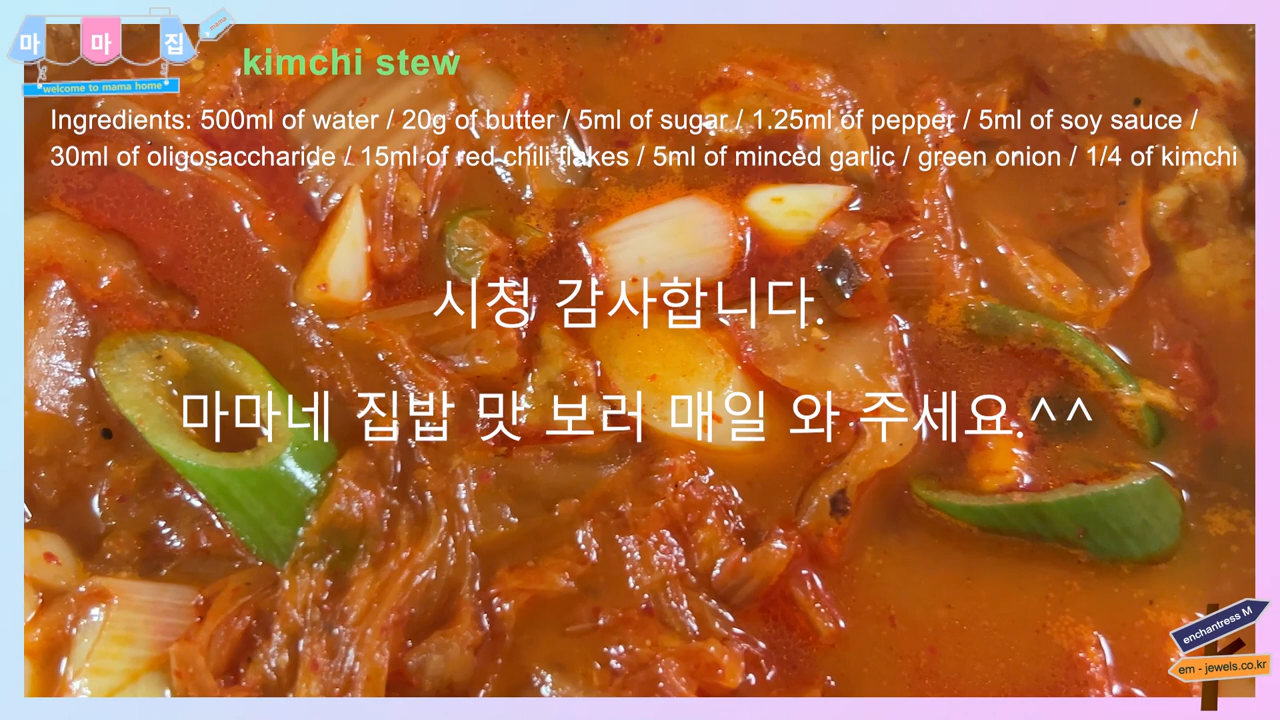 마 마 집
mama
welcome to mama home
kimchi stew
Ingredients: 500ml of water / 20g of butter / 5ml of sugar / 1.25ml of pepper / 5ml of soy sauce /
30ml of oligosaccharide / 15ml of red chili flakes / 5ml of minced garlic / green onion / 1/4 of kimchi
시청 감사합니다.
마마네 집밥 맛 보러 매일 와 주세요.^^
enchantress M
em - jewels.co.kr